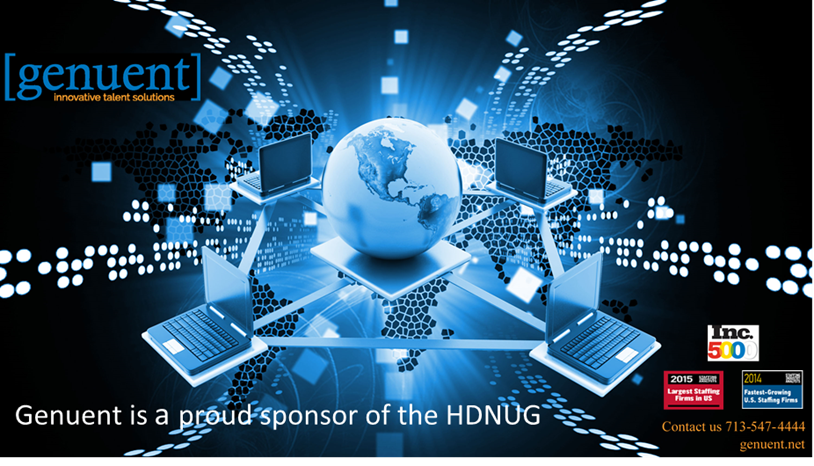 [genuent]
innovative talent solutions
Inc.
5000
2015
Largest Staffing
Firms in US
2014
Fastest-Growing
U.S. Staffing Firms
Genuent is a proud sponsor of the HDNUG
Contact us 713-547-4444
genuent.net